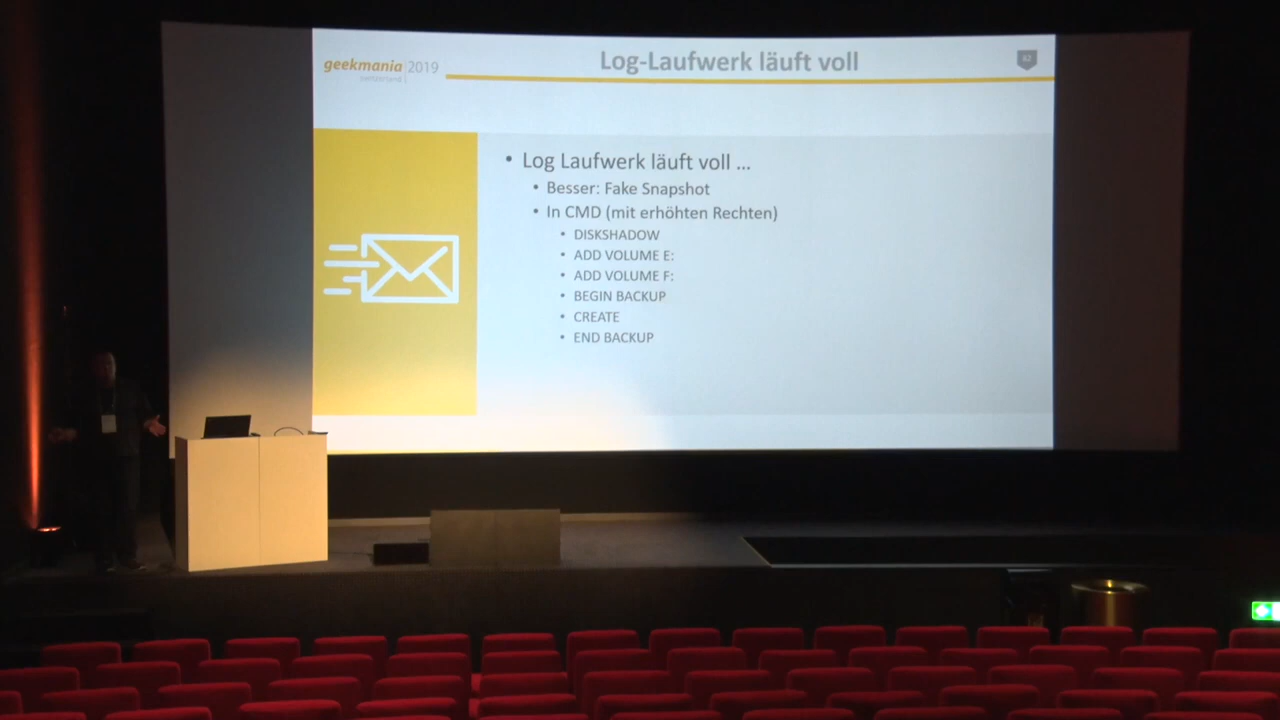 geekmania 2019
switzerland
Log-Laufwerk läuft voll
• Log Laufwerk läuft voll ...
• Besser: Fake Snapshot
• In CMD (mit erhöhten Rechten)
• DISKSHADOW
• ADD VOLUME E:
• ADD VOLUME F:
• BEGIN BACKUP
• CREATE
• END BACKUP